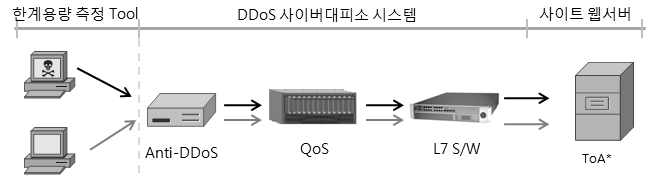 한계용량 측정 Tool
DDoS 사이버대피소 시스템
사이트 웹서버
Anti-DDoS
QoS
L7 S/W
ToA*